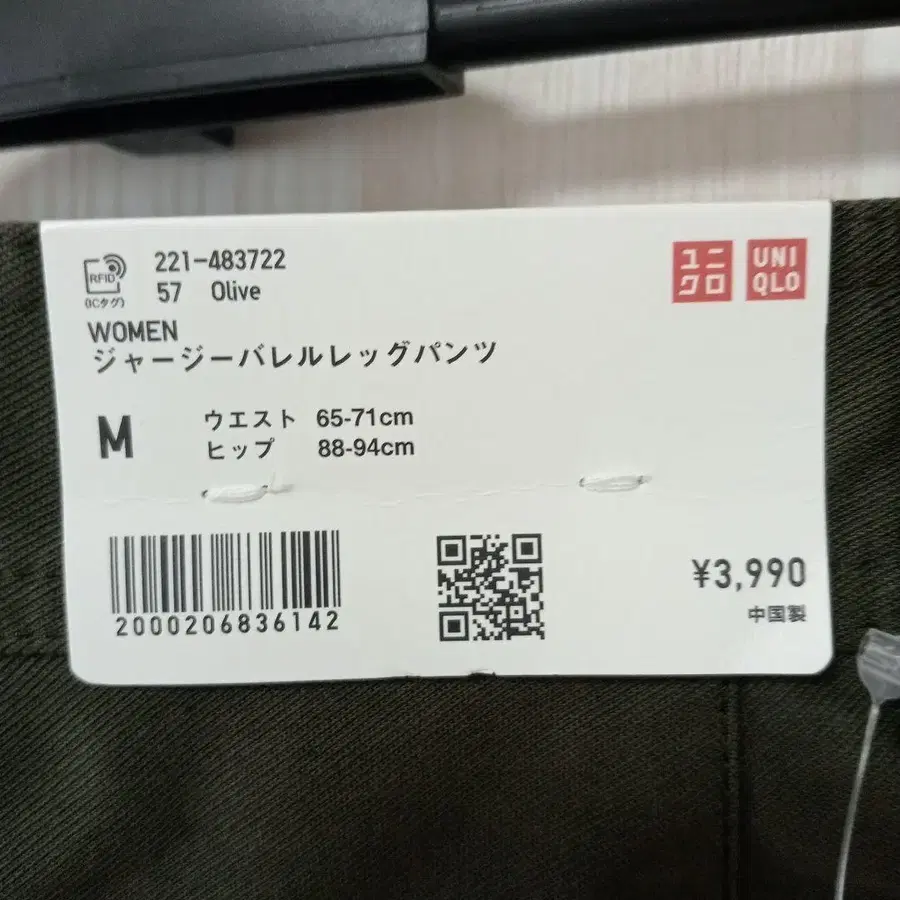 RFID
(ICタグ)
221-483722
57 Olive
ユニ
クロ
UNI
QLO
WOMEN
ジャージーバレルレッグパンツ
M
ウエスト 65-71cm
ヒップ 88-94cm
2000206836142
¥3,990
中国製